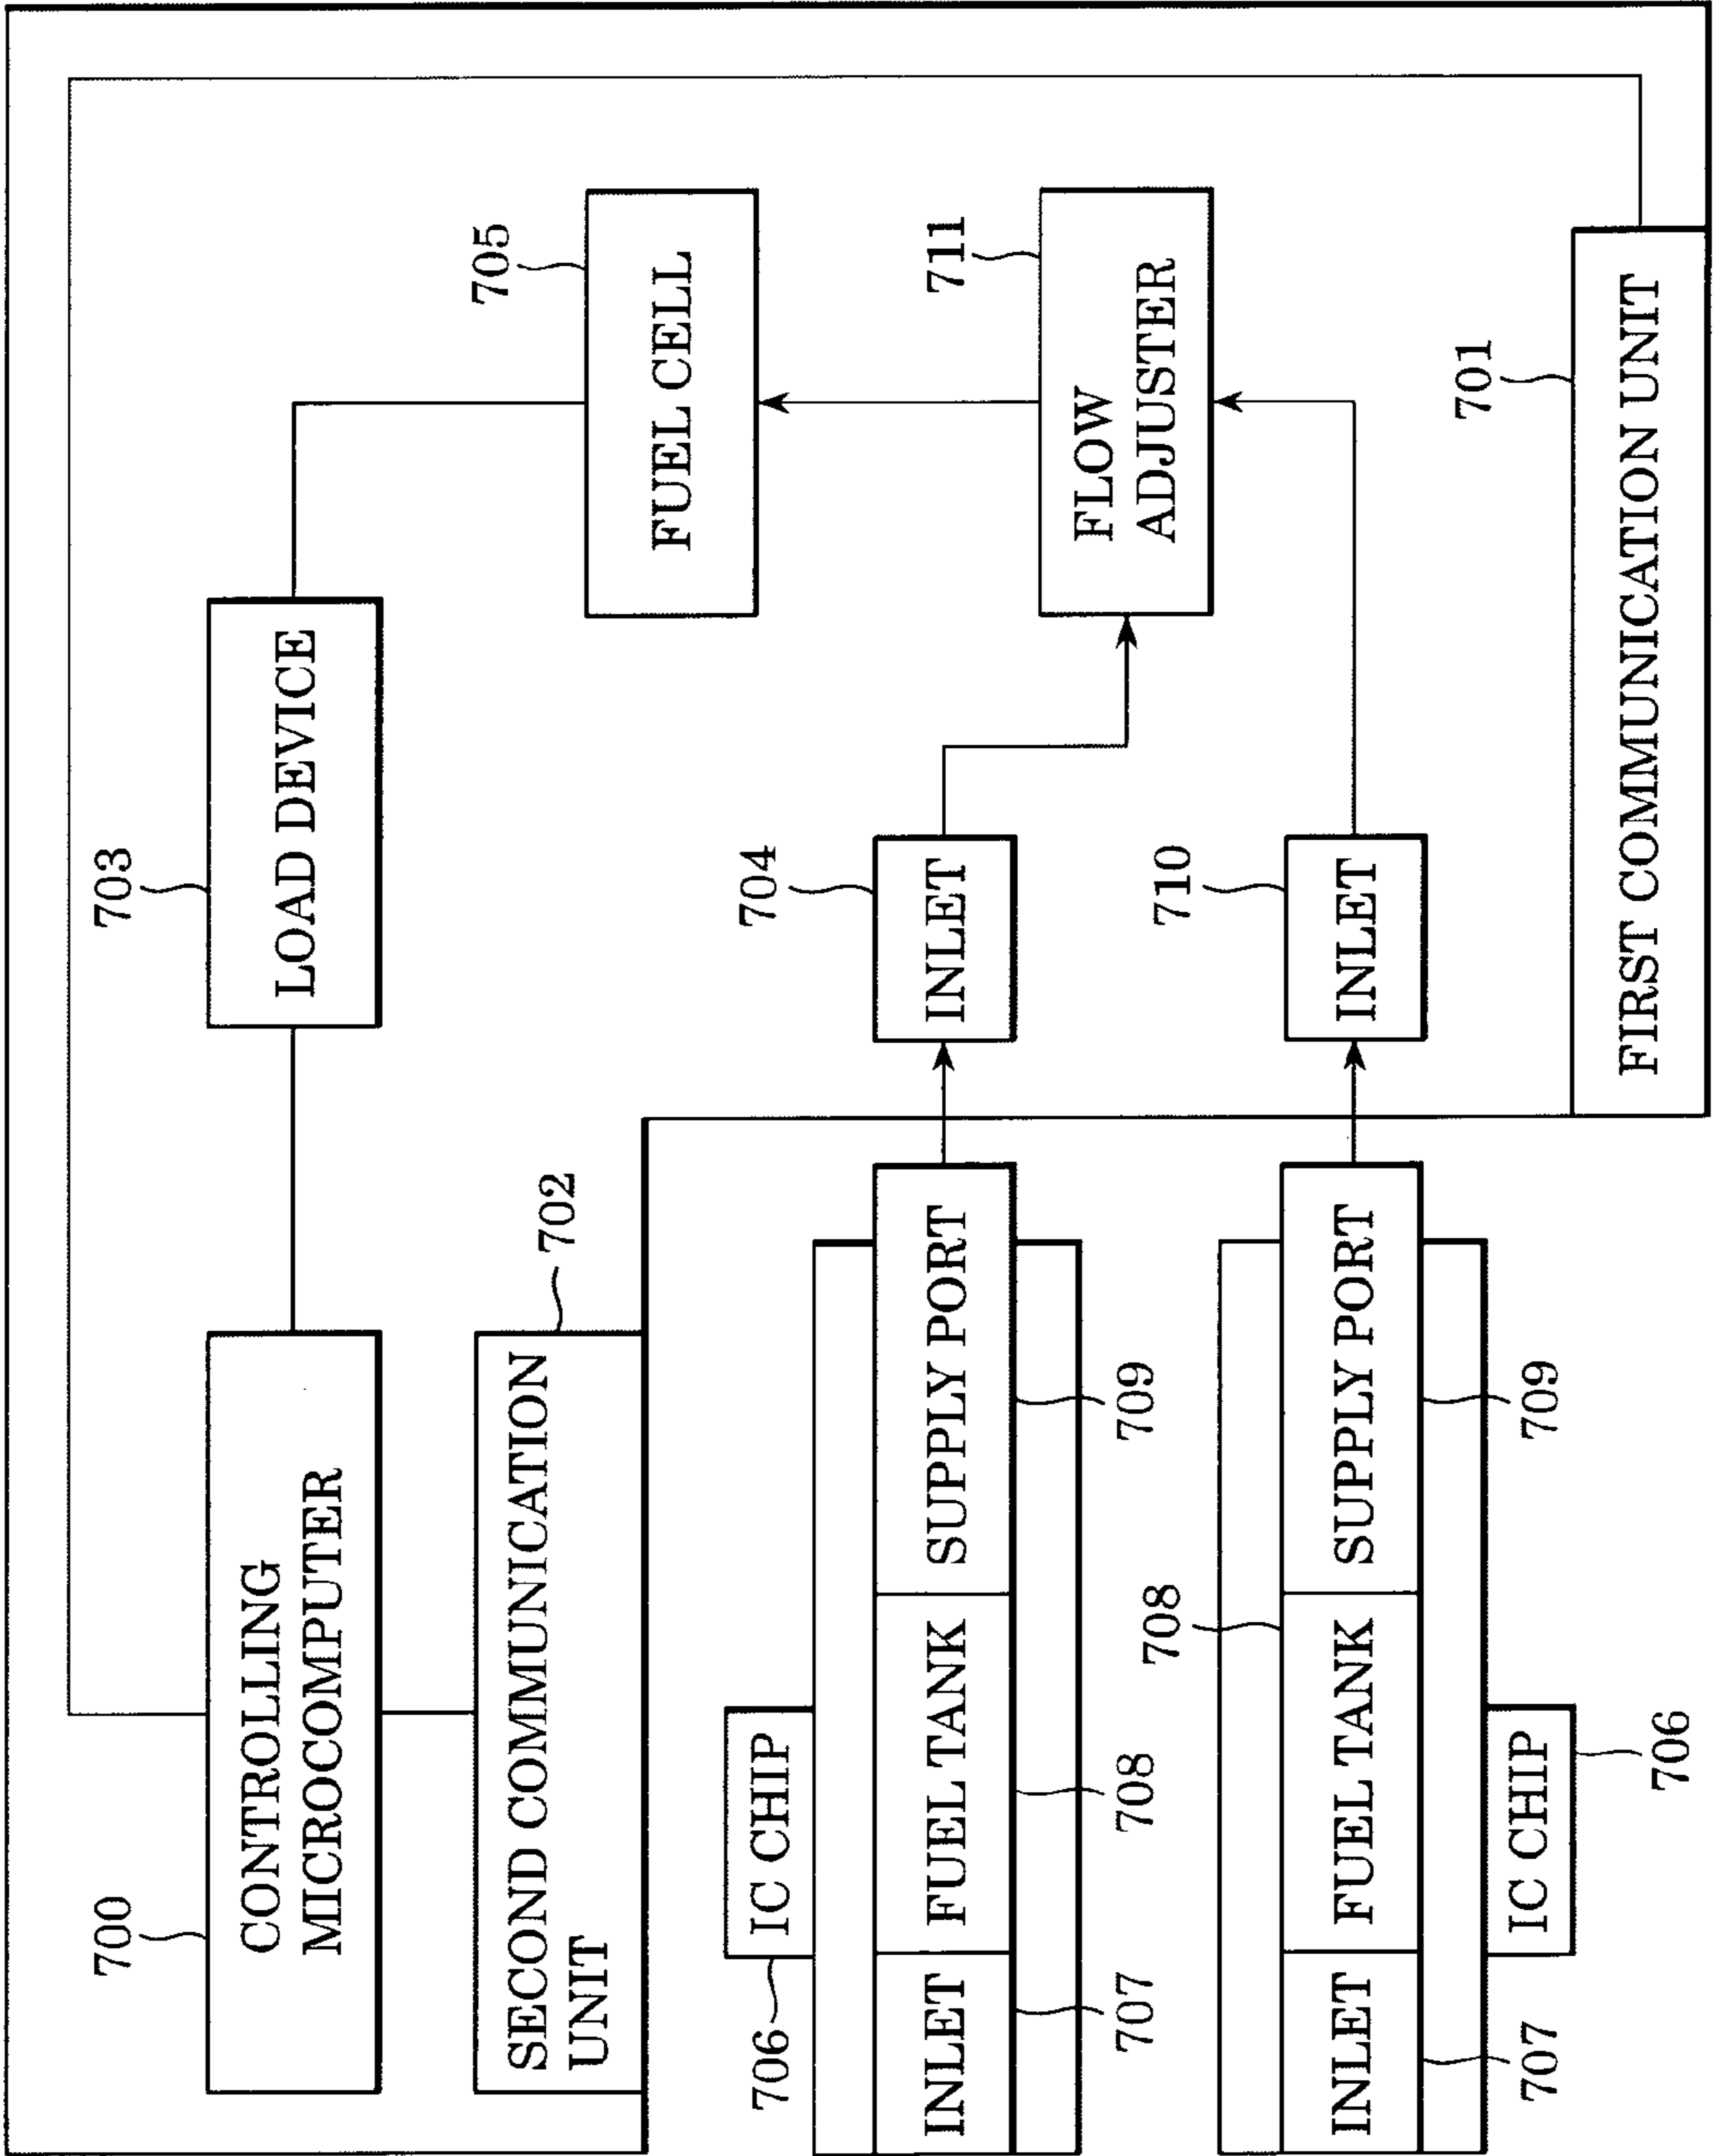 700
CONTROLLING
MICROCOMPUTER
703
LOAD DEVICE
SECOND COMMUNICATION
UNIT
702
705
FUEL CELL
706
IC CHIP
704
INLET
FUEL TANK
SUPPLY PORT
INLET
711
FLOW
ADJUSTER
707
708
709
708
710
INLET
FUEL TANK
SUPPLY PORT
INLET
707
709
IC CHIP
706
701
FIRST COMMUNICATION UNIT